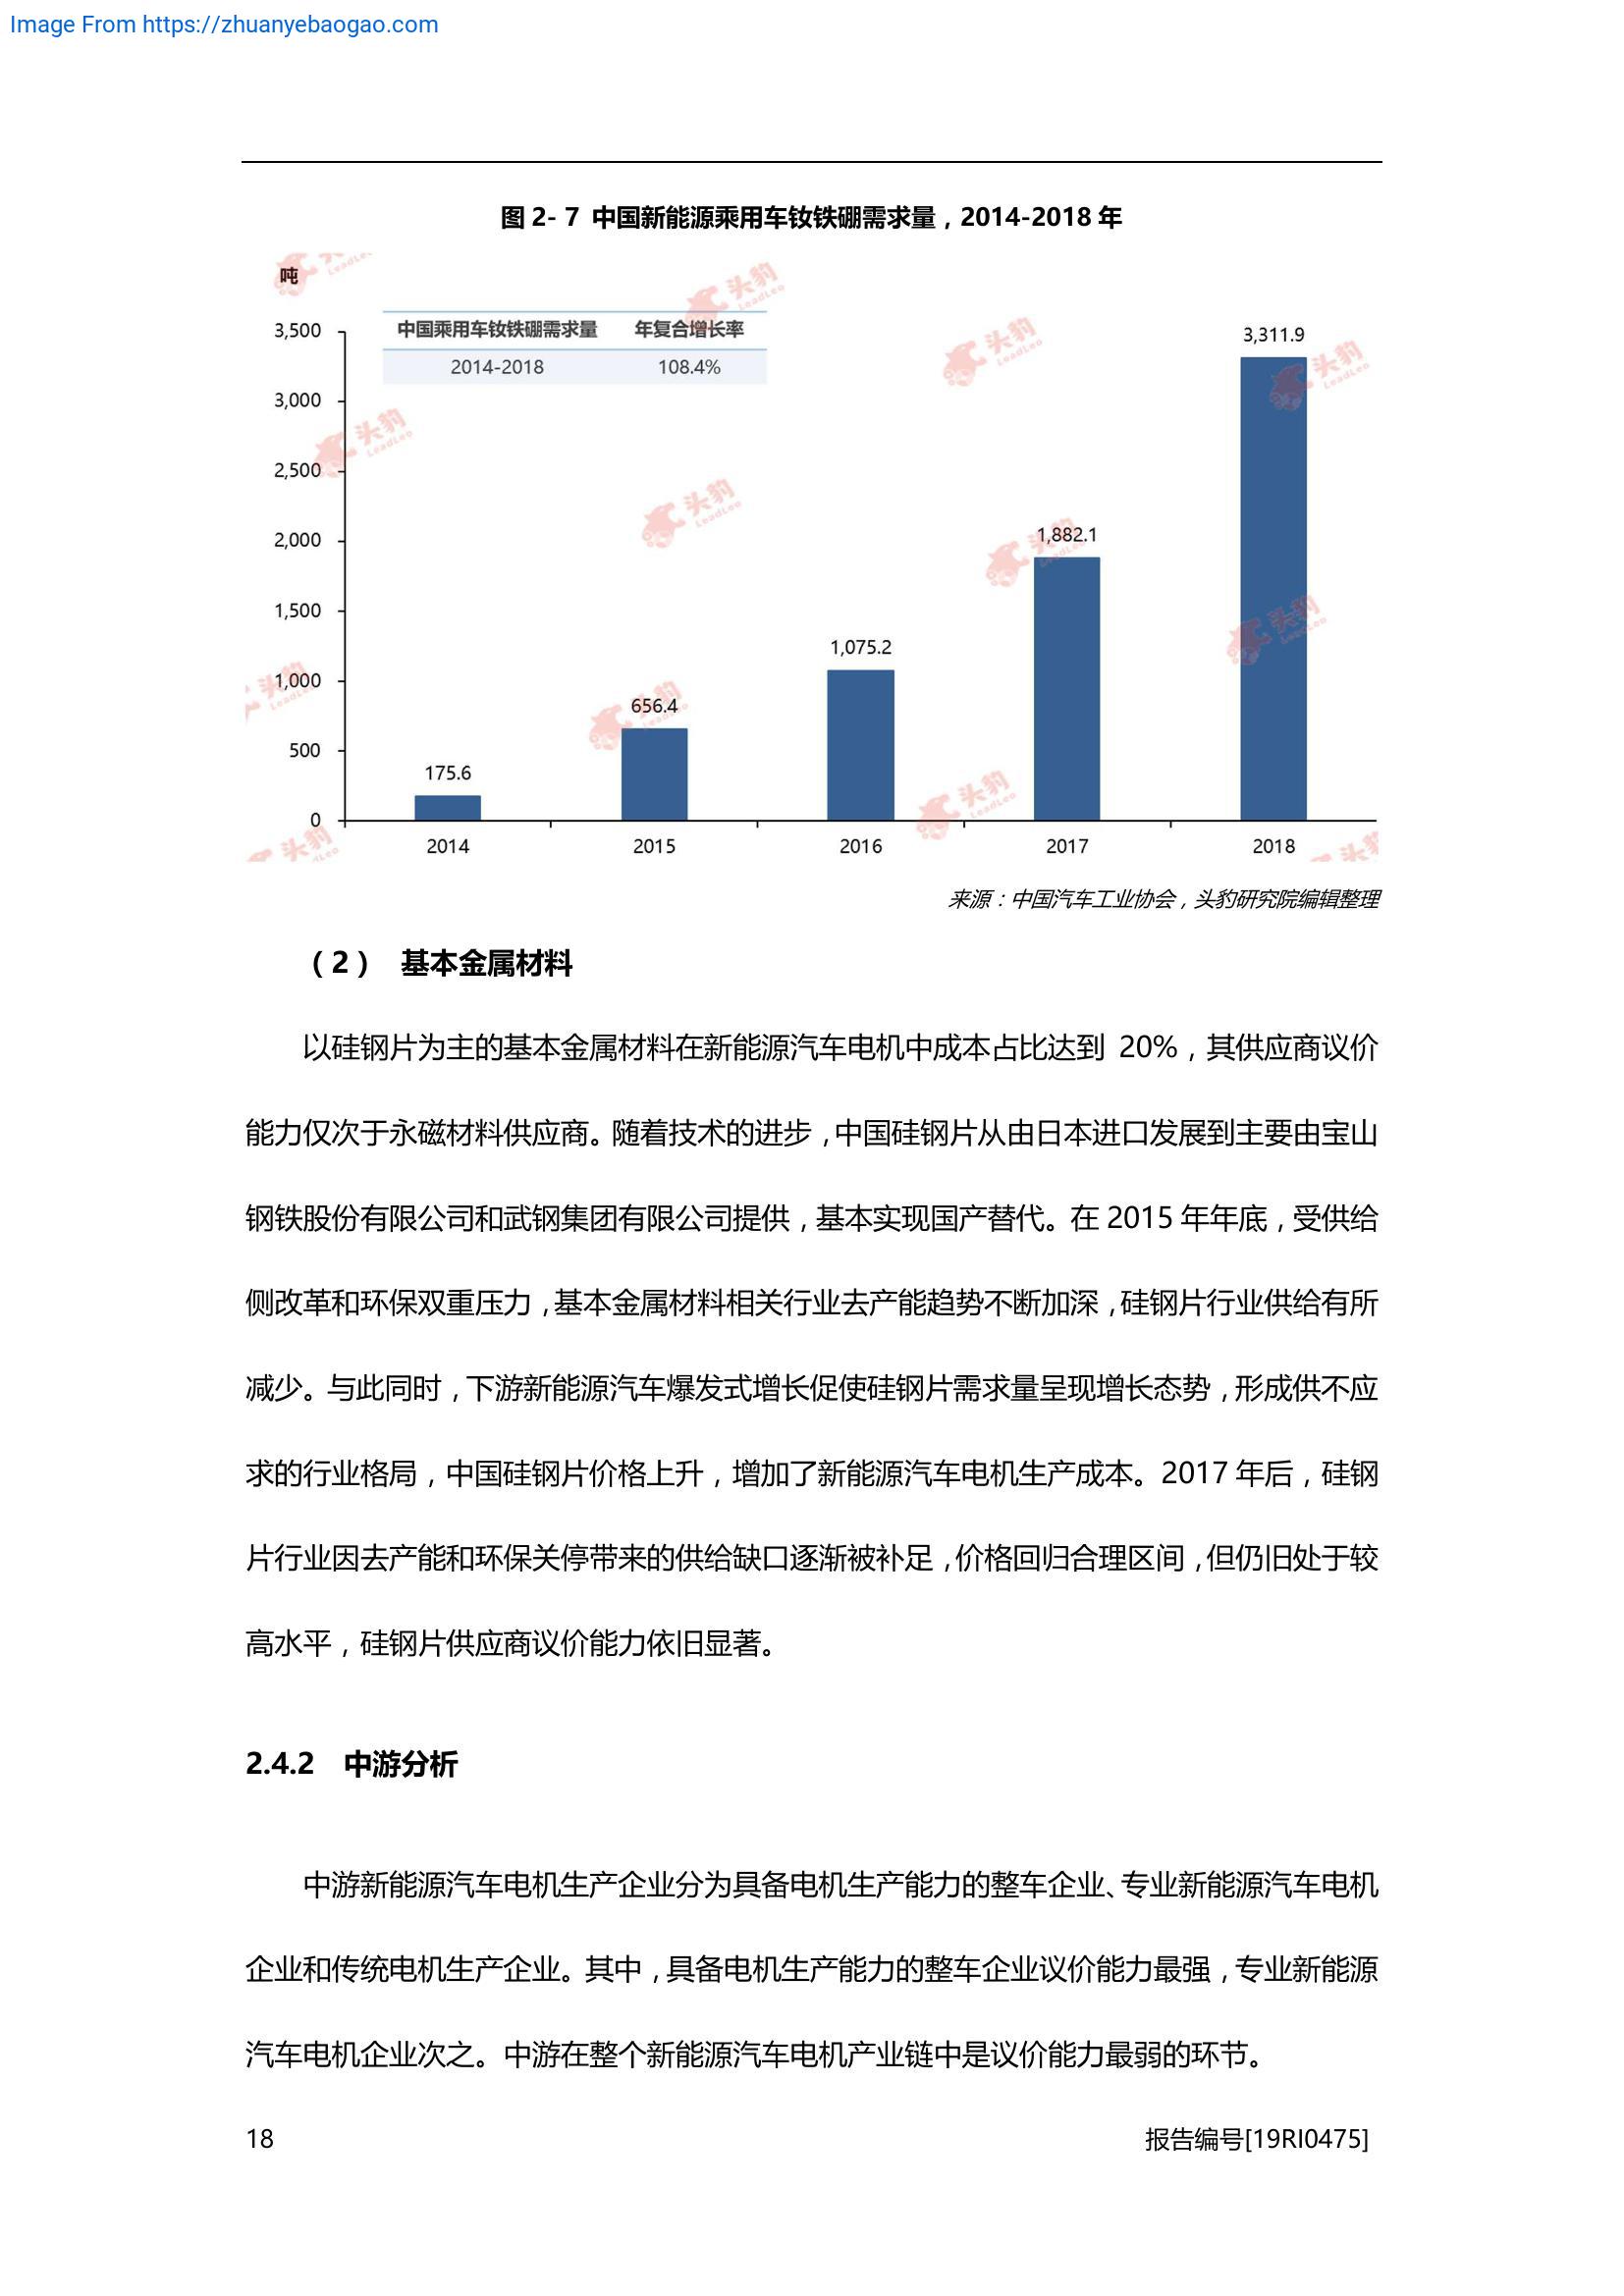 Image From https://zhuanyebaogao.com
图 2- 7 中国新能源乘用车钕铁硼需求量，2014-2018 年
吨
中国乘用车钕铁硼需求量 年复合增长率
2014-2018 108.4%
3,500
3,000
2,500
2,000
1,500
1,000
500
0
175.6
656.4
1,075.2
1,882.1
3,311.9
2014 2015 2016 2017 2018
头豹
LeadLeo
来源：中国汽车工业协会，头豹研究院编辑整理
（2） 基本金属材料
以硅钢片为主的基本金属材料在新能源汽车电机中成本占比达到 20%，其供应商议价
能力仅次于永磁材料供应商。随着技术的进步，中国硅钢片从由日本进口发展到主要由宝山
钢铁股份有限公司和武钢集团有限公司提供，基本实现国产替代。在 2015 年年底，受供给
侧改革和环保双重压力，基本金属材料相关行业去产能趋势不断加深，硅钢片行业供给有所
减少。与此同时，下游新能源汽车爆发式增长促使硅钢片需求量呈现增长态势，形成供不应
求的行业格局，中国硅钢片价格上升，增加了新能源汽车电机生产成本。2017 年后，硅钢
片行业因去产能和环保关停带来的供给缺口逐渐被补足，价格回归合理区间，但仍旧处于较
高水平，硅钢片供应商议价能力依旧显著。
2.4.2 中游分析
中游新能源汽车电机生产企业分为具备电机生产能力的整车企业、专业新能源汽车电机
企业和传统电机生产企业。其中，具备电机生产能力的整车企业议价能力最强，专业新能源
汽车电机企业次之。中游在整个新能源汽车电机产业链中是议价能力最弱的环节。
18 报告编号[19RI0475]